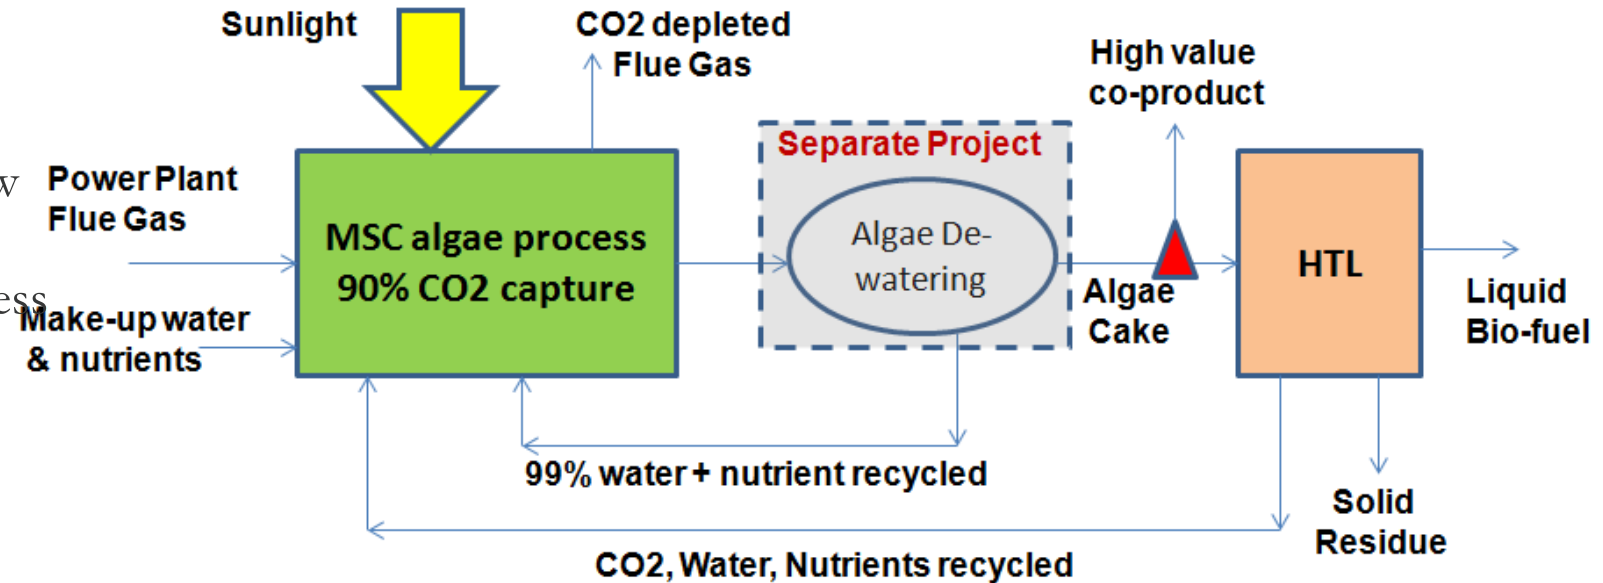 Sunlight
CO2 depleted
Flue Gas
High value
co-product
Separate Project
Power Plant
Flue Gas
MSC algae process
90% CO2 capture
Algae De-
watering
HTL
Make-up water
& nutrients
Algae
Cake
Liquid
Bio-fuel
99% water + nutrient recycled
Solid
Residue
CO2, Water, Nutrients recycled